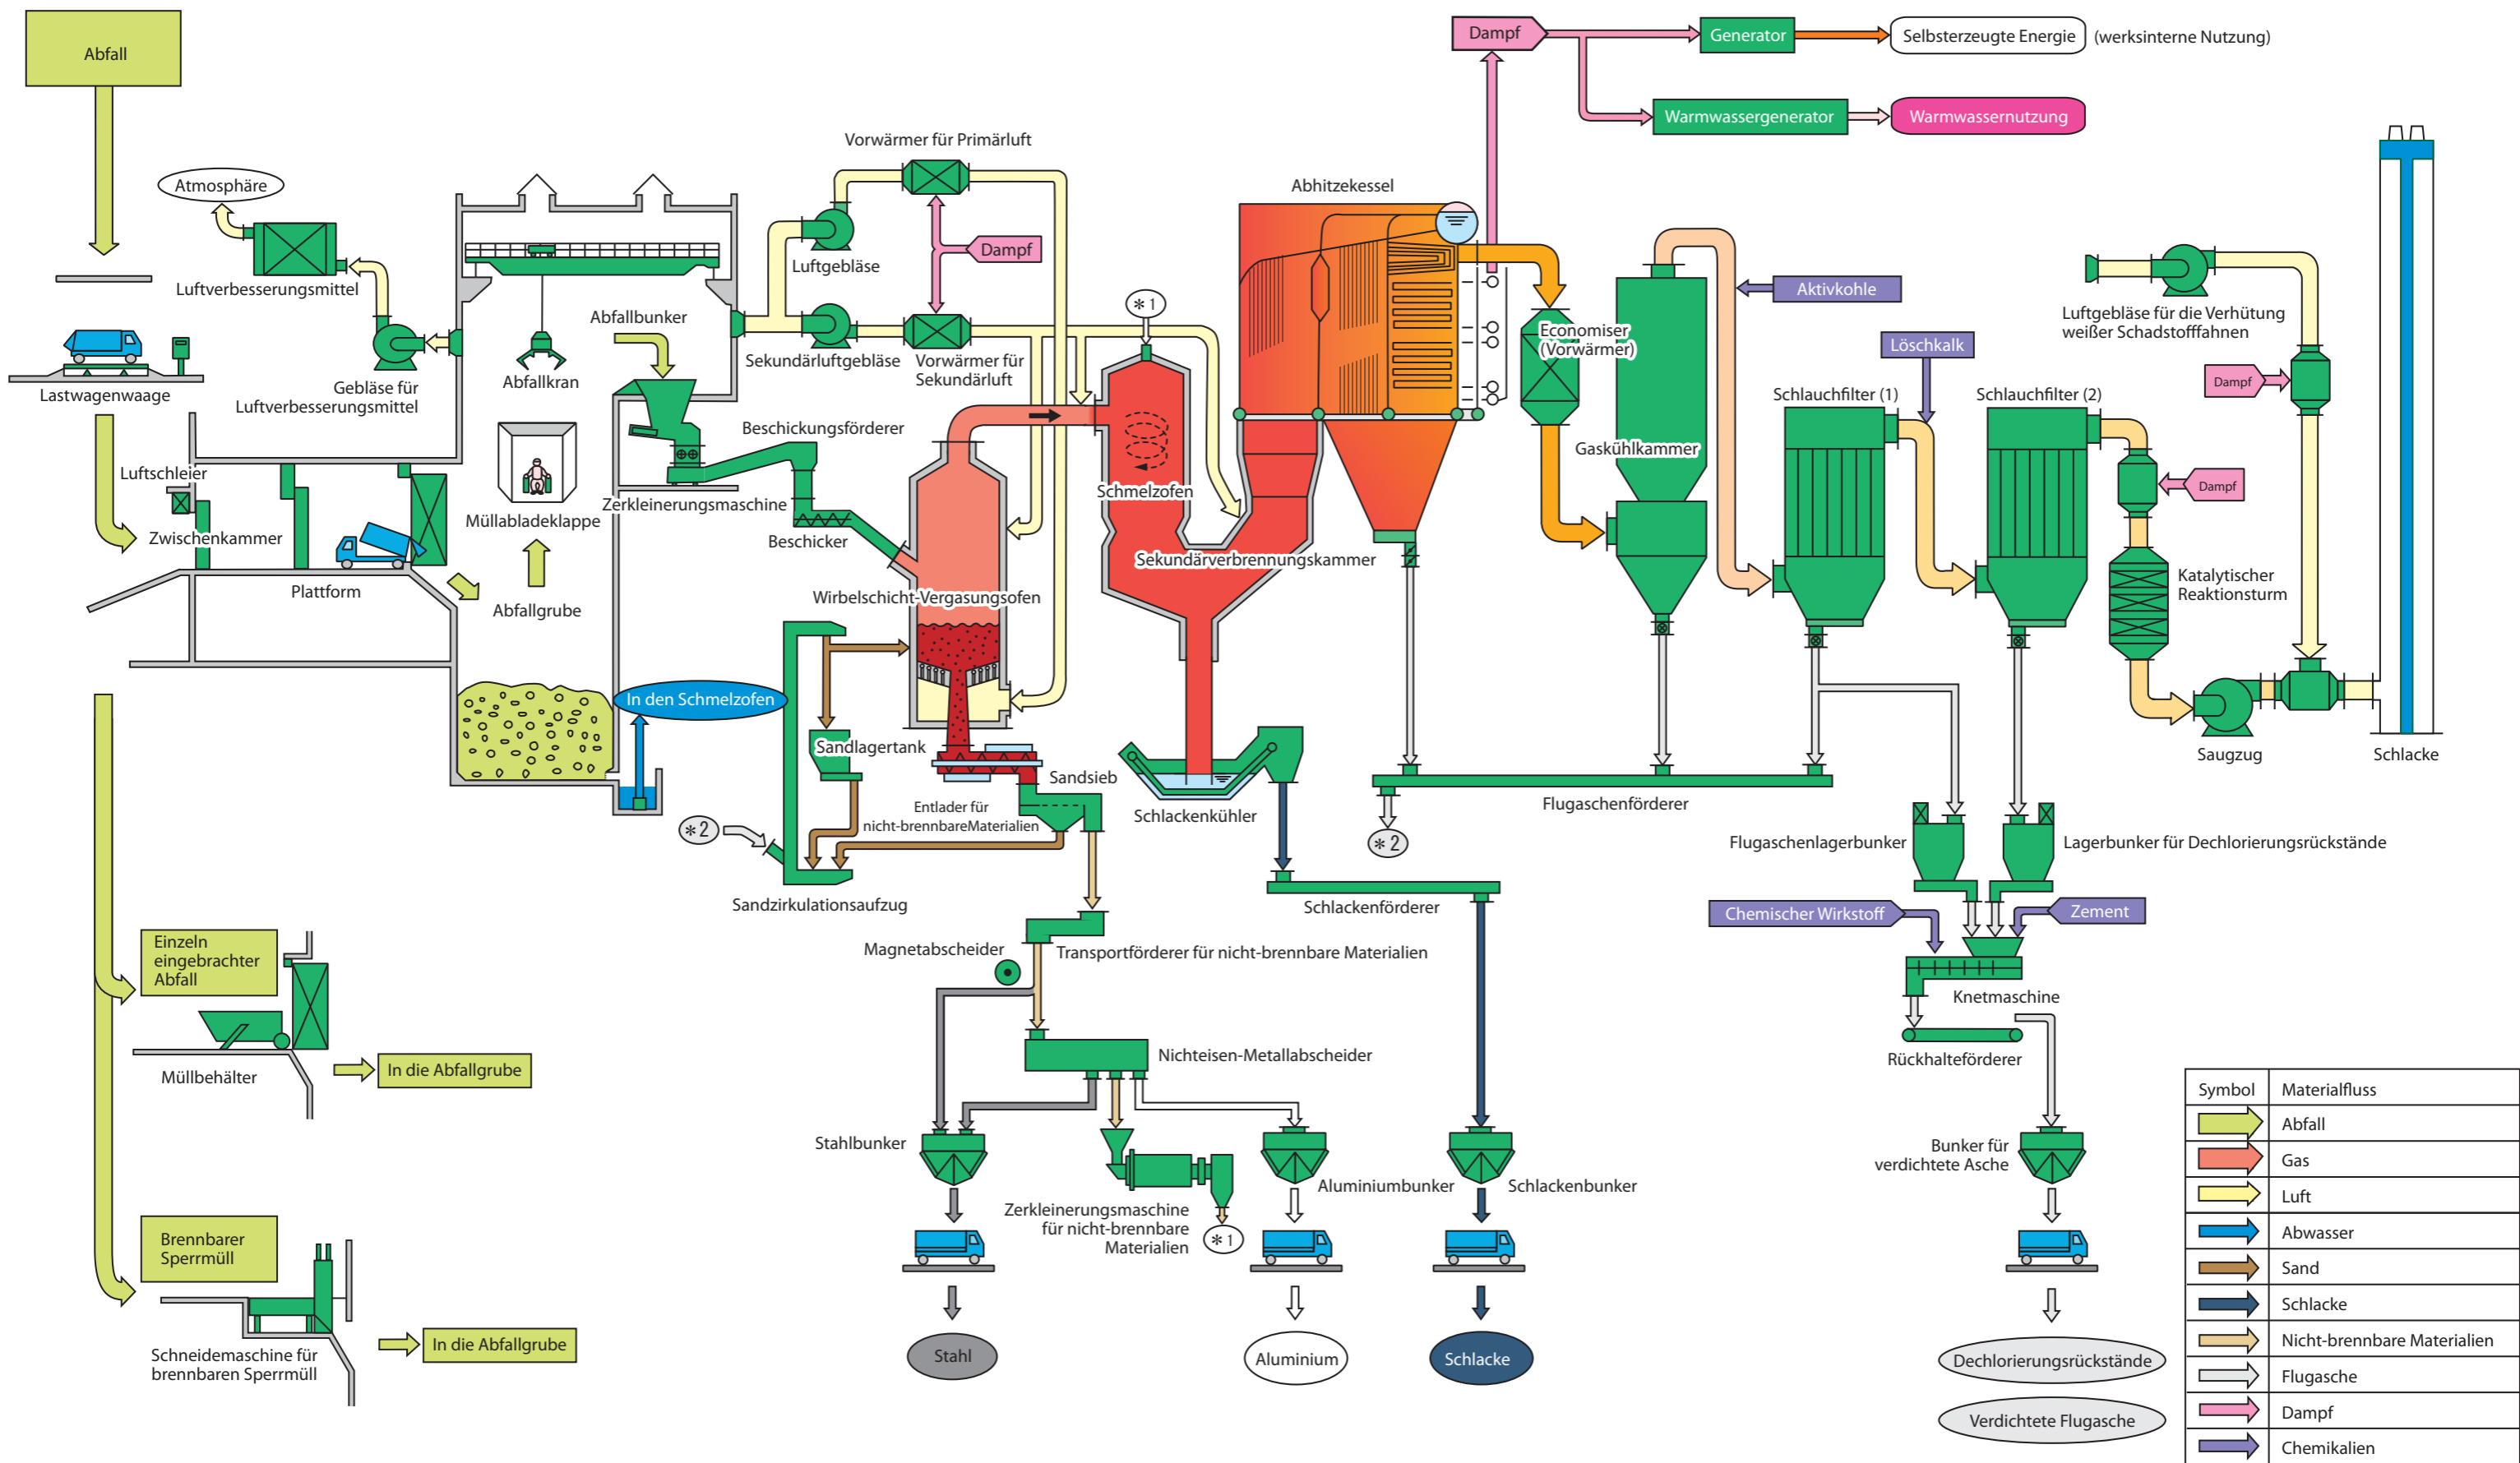 Abfall
Dampf
Generator
Selbsterzeugte Energie
(werksinterne Nutzung)
Warmwassergenerator
Warmwassernutzung
Vorwärmer für Primärluft
Atmosphäre
Abhitzekessel
Luftverbesserungsmittel
Luftgebläse
Dampf
Aktivkohle
Abfallbunker
*1
Economiser
(Vorwärmer)
Luftgebläse für die Verhütung
weißer Schadstofffahnen
Löschkalk
Sekundärluftgebläse
Vorwärmer für
Sekundärluft
Abfallkran
Gebläse für
Luftverbesserungsmittel
Lastwagenwaage
Dampf
Schlauchfilter (1)
Schlauchfilter (2)
Beschickungsförderer
Gaskühlkammer
Luftschleier
Schmelzofen
Dampf
Zerkleinerungsmaschine
Müllabladeklappe
Zwischenkammer
Beschicker
Sekundärverbrennungskammer
Katalytischer
Reaktionsturm
Plattform
Abfallgrube
Wirbelschicht-Vergasungsofen
In den Schmelzofen
Sandlagertank
Sandsieb
Saugzug
Schlacke
Entlader für
nicht-brennbareMaterialien
Schlackenkühler
Flugaschenförderer
*2
*2
Flugaschenlagerbunker
Lagerbunker für Dechlorierungsrückstände
Sandzirkulationsaufzug
Schlackenförderer
Chemischer Wirkstoff
Zement
Einzeln
eingebrachter
Abfall
Magnetabscheider
Transportförderer für nicht-brennbare Materialien
Knetmaschine
Nichteisen-Metallabscheider
Rückhalteförderer
Müllbehälter
In die Abfallgrube
Stahlbunker
Bunker für
verdichtete Asche
Aluminiumbunker
Schlackenbunker
Zerkleinerungsmaschine
für nicht-brennbare
Materialien
*1
Brennbarer
Sperrmüll
Schneidemaschine für
brennbaren Sperrmüll
In die Abfallgrube
Stahl
Aluminium
Schlacke
Dechlorierungsrückstände
Verdichtete Flugasche
Symbol Materialfluss
Abfall
Gas
Luft
Abwasser
Sand
Schlacke
Nicht-brennbare Materialien
Flugasche
Dampf
Chemikalien